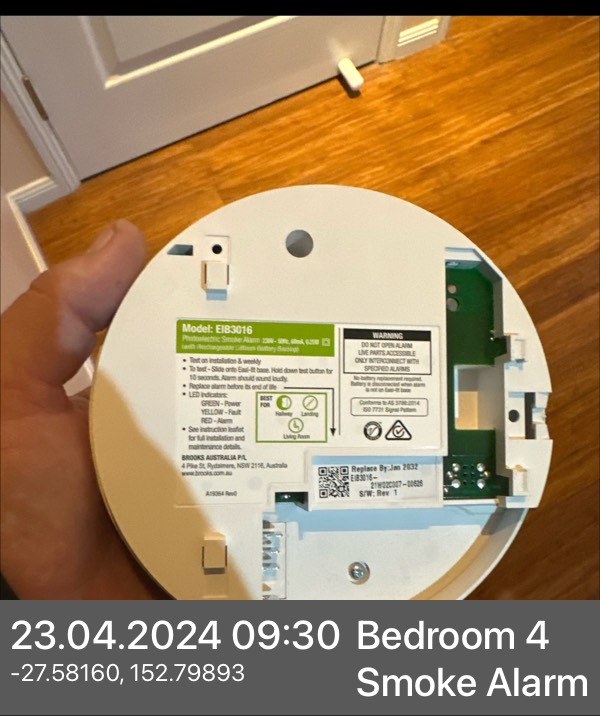 Model: EIB3016
Photoelectric Smoke Alarm 230V ~ 50Hz, 60mA, 0.25W
(with Rechargeable Lithium Battery Backup)
• Test on installation & weekly
• To test - Slide onto Easi-fit base. Hold down test button for
10 seconds. Alarm should sound loudly.
• Replace alarm before its end of life
• LED Indicators:
GREEN - Power
YELLOW - Fault
RED - Alarm
• See instruction leaflet
for full installation and
maintenance details.
BEST
FOR
Hallway
Landing
Living Room
BROOKS AUSTRALIA P/L
4 Pike St, Rydalmere, NSW 2116, Australia
www.brooks.com.au
WARNING
DO NOT OPEN ALARM
LIVE PARTS ACCESSIBLE
ONLY INTERCONNECT WITH
SPECIFIED ALARMS
No battery replacement required.
Battery is disconnected when alarm
is not on Easi-fit base.
Conforms to AS 3786:2014
ISO 7731 Signal Pattern
Replace By:Jan 2032
EIB3016-
S/W: Rev 1
23.04.2024 09:30
-27.58160, 152.79893
Bedroom 4
Smoke Alarm